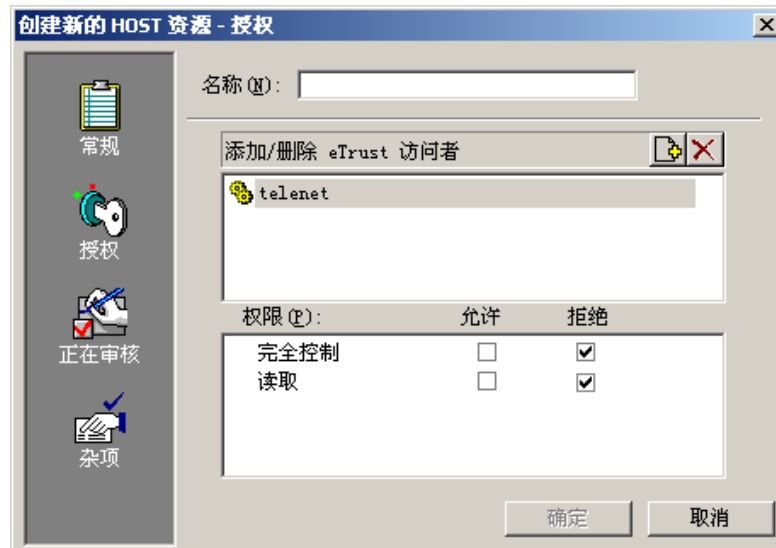 创建新的 HOST 资源 - 授权
名称(N):
常规
添加/删除 eTrust 访问者
telenet
授权
权限(P): 允许 拒绝
正在审核
完全控制
读取
杂项
确定 取消